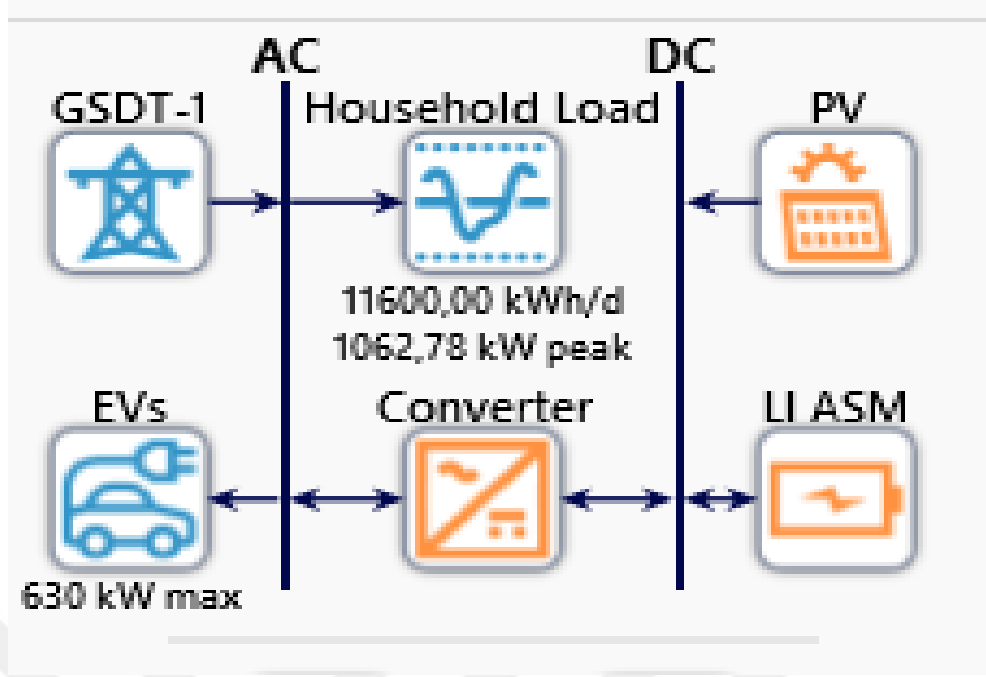 AC DC
GSDT-1 Household Load PV
11600,00 kWh/d
1062,78 kW peak
EVs Converter LI ASM
630 kW max